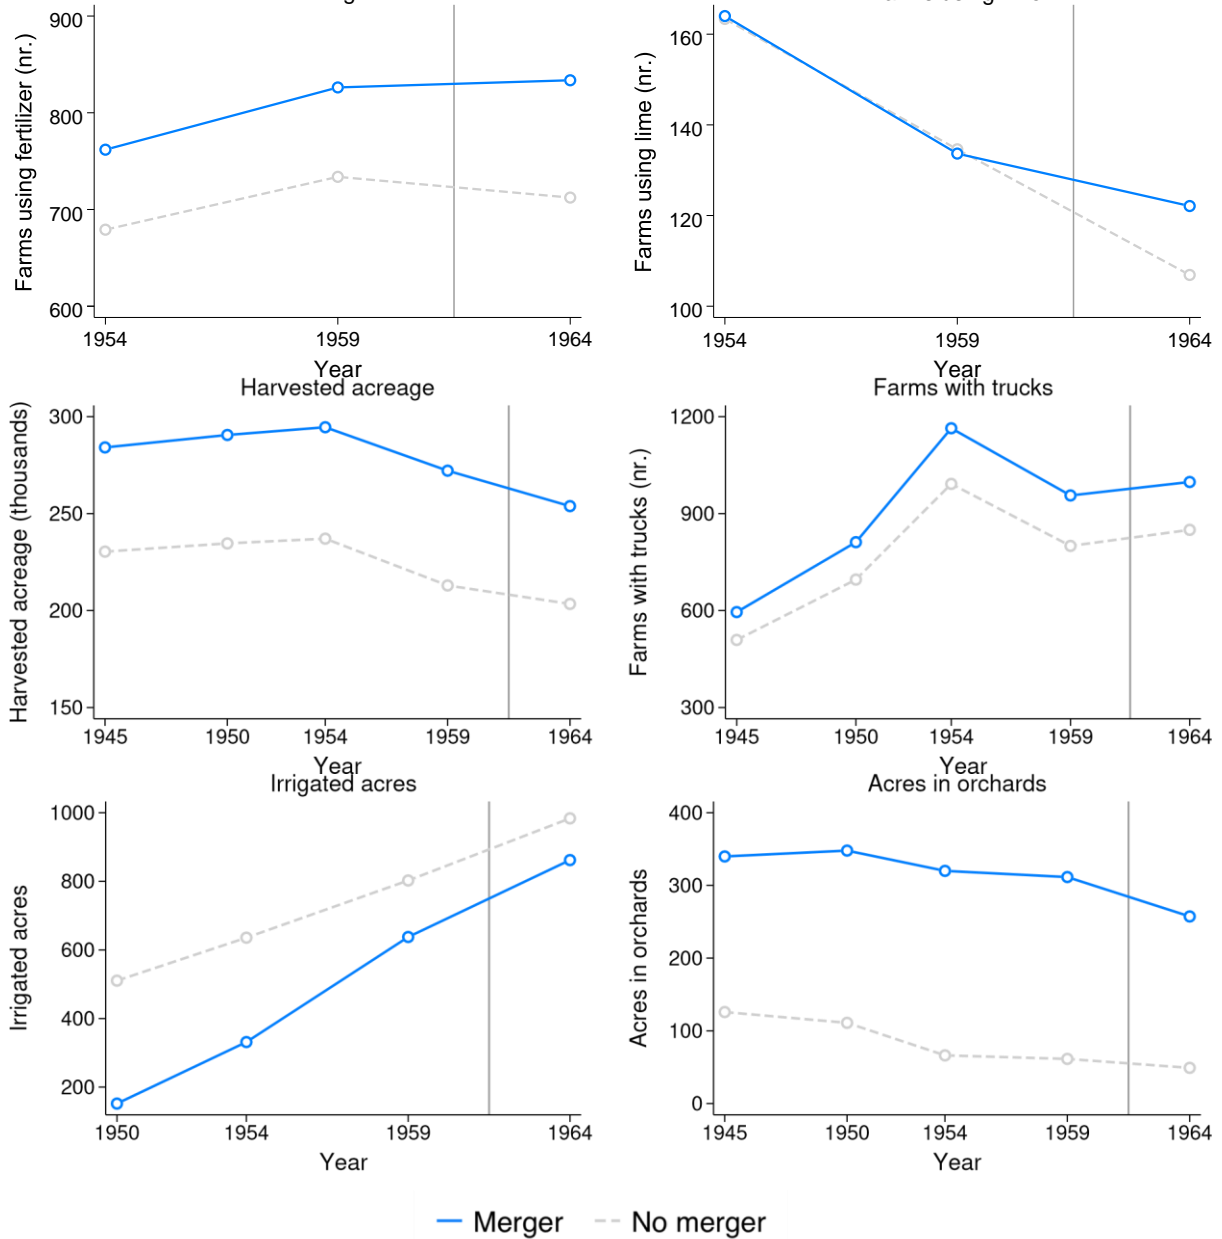 Farms using fertilizer (nr.)
900
800
700
600
1954 1959 1964
Year
Farms using lime (nr.)
160
140
120
100
1954 1959 1964
Year
Harvested acreage
Harvested acreage (thousands)
300
250
200
150
1945 1950 1954 1959 1964
Year
Farms with trucks
Farms with trucks (nr.)
1200
900
600
300
1945 1950 1954 1959 1964
Year
Irrigated acres
Irrigated acres
1000
800
600
400
200
1950 1954 1959 1964
Year
Acres in orchards
Acres in orchards
400
300
200
100
0
1945 1950 1954 1959 1964
Year
Merger No merger